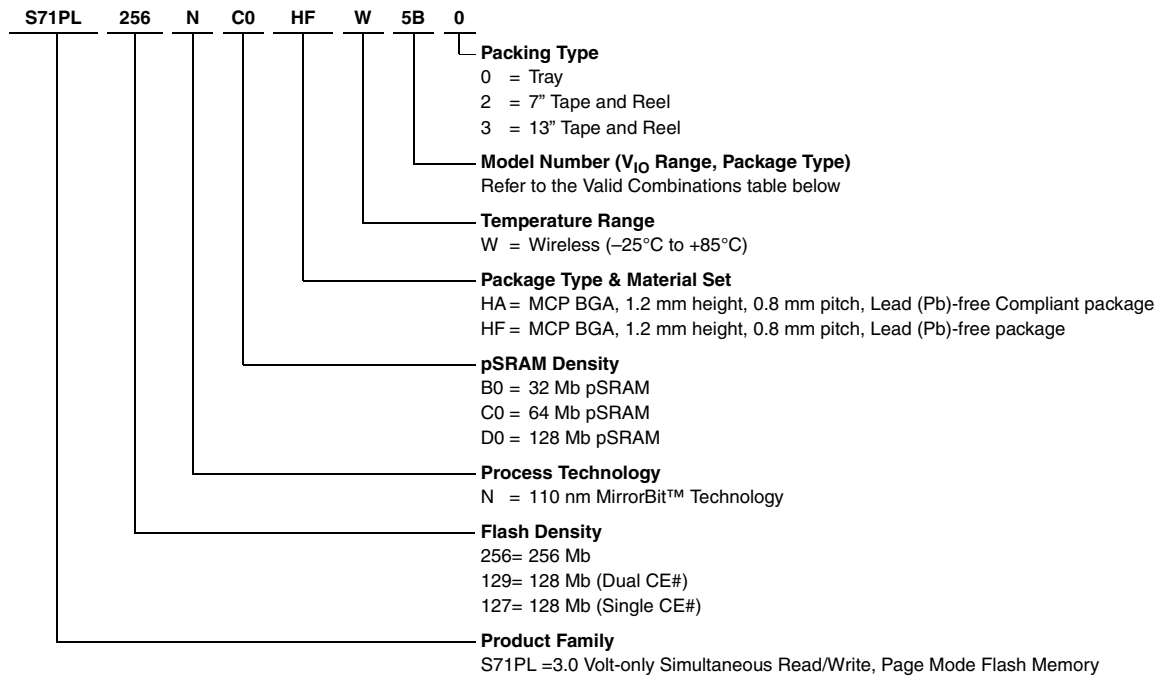 S71PL 256 N C0 HF W 5B 0
Packing Type
0 = Tray
2 = 7” Tape and Reel
3 = 13” Tape and Reel
Model Number (VIO Range, Package Type)
Refer to the Valid Combinations table below
Temperature Range
W = Wireless (–25°C to +85°C)
Package Type & Material Set
HA = MCP BGA, 1.2 mm height, 0.8 mm pitch, Lead (Pb)-free Compliant package
HF = MCP BGA, 1.2 mm height, 0.8 mm pitch, Lead (Pb)-free package
pSRAM Density
B0 = 32 Mb pSRAM
C0 = 64 Mb pSRAM
D0 = 128 Mb pSRAM
Process Technology
N = 110 nm MirrorBit™ Technology
Flash Density
256= 256 Mb
129= 128 Mb (Dual CE#)
127= 128 Mb (Single CE#)
Product Family
S71PL =3.0 Volt-only Simultaneous Read/Write, Page Mode Flash Memory